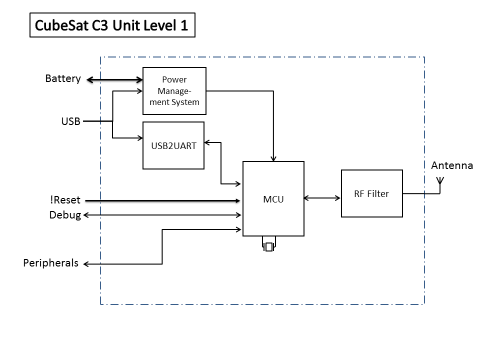 CubeSat C3 Unit Level 1
Battery
Power
Manage-
ment System
USB
USB2UART
Antenna
!Reset
MCU
RF Filter
Debug
Peripherals